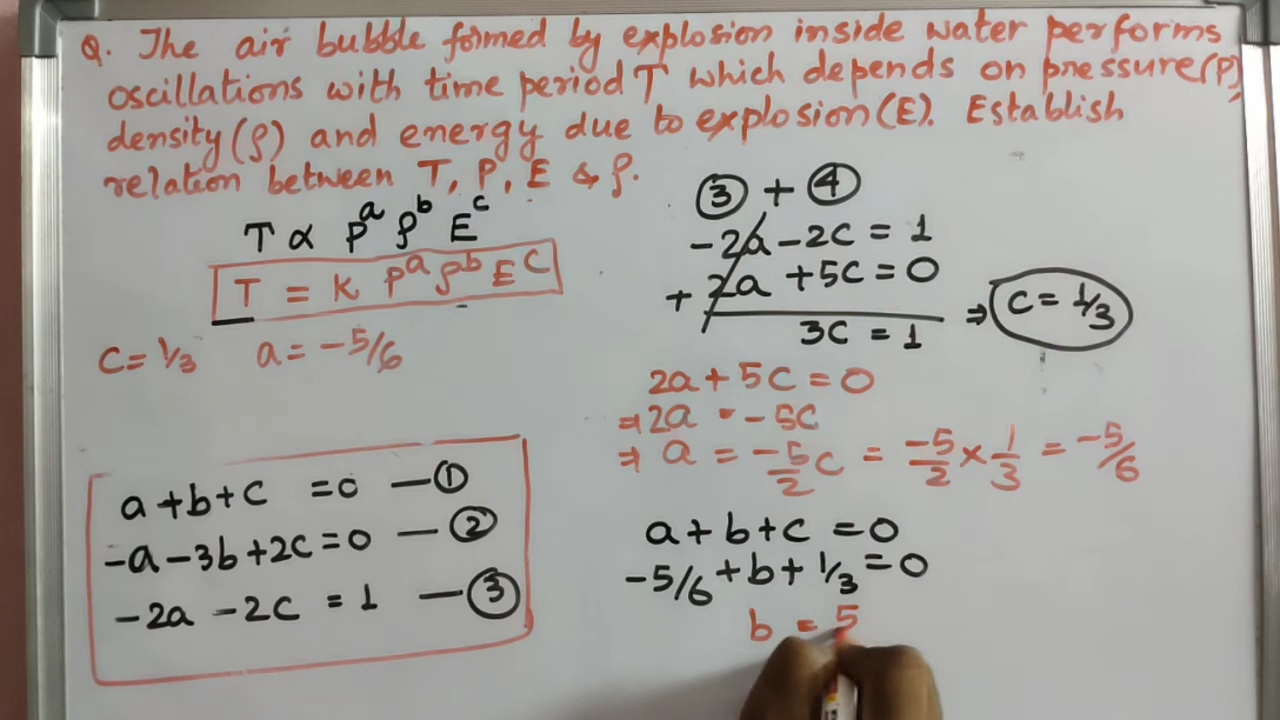 Q. The air bubble formed by explosion inside water performs
oscillations with time period T which depends on pressure(P),
density(ρ) and energy due to explosion(E). Establish
relation between T, P, E & ρ.
T ∝ P^a ρ^b E^c
T = K P^a ρ^b E^c
C = 1/3 a = -5/6
a + b + c = 0 — ①
-a - 3b + 2c = 0 — ②
-2a - 2c = 1 — ③
③ + ④
-2a - 2c = 1
+ 2a + 5c = 0
3c = 1 ⇒ c = 1/3
2a + 5c = 0
⇒ 2a = -5c
⇒ a = -5/2 c = -5/2 × 1/3 = -5/6
a + b + c = 0
-5/6 + b + 1/3 = 0
b = 5